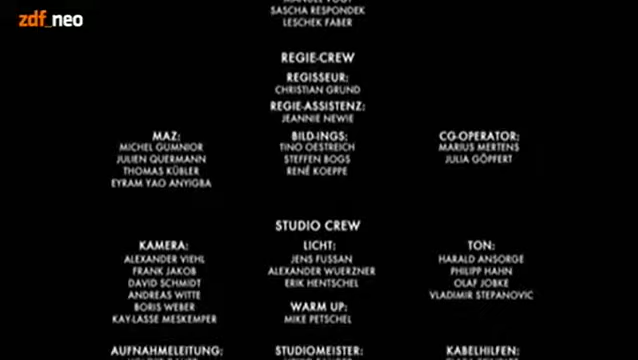 zdf_neo
SASCHA RESPONDEK
LESCHEK FABER
REGIE-CREW
REGISSEUR:
CHRISTIAN GRUND
REGIE-ASSISTENZ:
JEANNIE NEWIE
MAZ:
MICHEL GUMNIOR
JULIEN QUERMANN
THOMAS KÜBLER
EYRAM YAO ANYIGBA
BILD-INGS:
TINO OESTREICH
STEFFEN BOGS
RENÉ KOEPPE
CG-OPERATOR:
MARIUS MERTENS
JULIA GÖPFERT
STUDIO CREW
KAMERA:
ALEXANDER VIEHL
FRANK JAKOB
DAVID SCHMIDT
ANDREAS WITTE
BORIS WEBER
KAY-LASSE MESKEMPER
LICHT:
JENS FUSSAN
ALEXANDER WUERZNER
ERIK HENTSCHEL
WARM UP:
MIKE PETSCHEL
TON:
HARALD ANSORGE
PHILIPP HAHN
OLAF JOBKE
VLADIMIR STEPANOVIC
AUFNAHMELEITUNG:
STUDIOMEISTER:
KABELHILFEN: